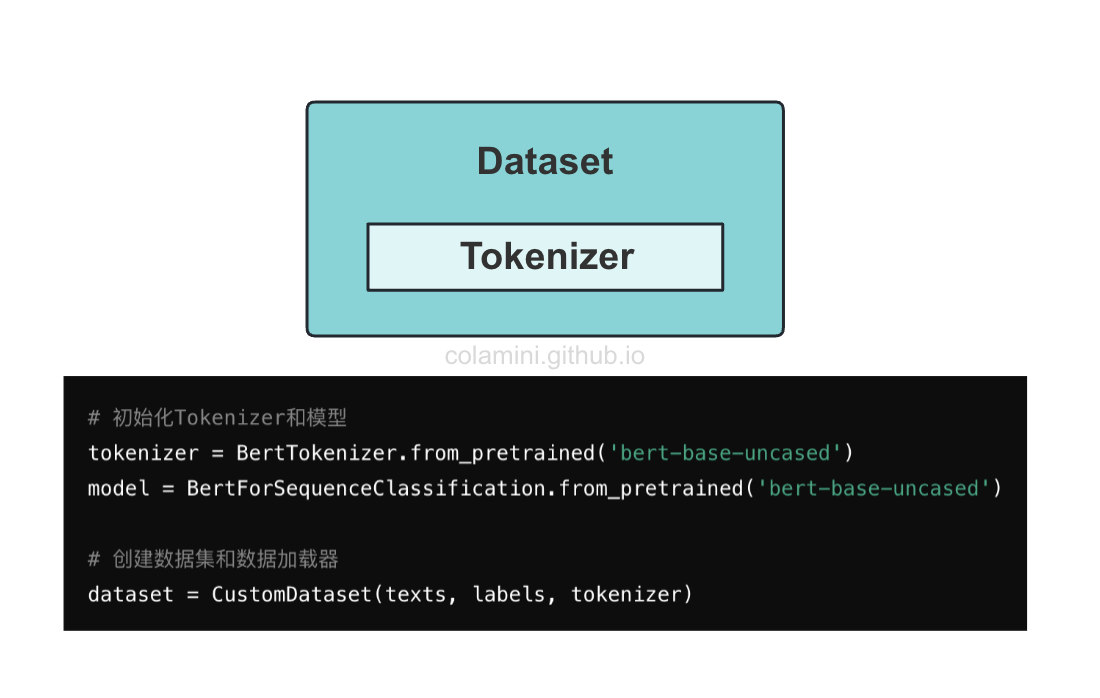 Dataset
Tokenizer
colamini.github.io
# 初始化Tokenizer和模型
tokenizer = BertTokenizer.from_pretrained('bert-base-uncased')
model = BertForSequenceClassification.from_pretrained('bert-base-uncased')
# 创建数据集和数据加载器
dataset = CustomDataset(texts, labels, tokenizer)